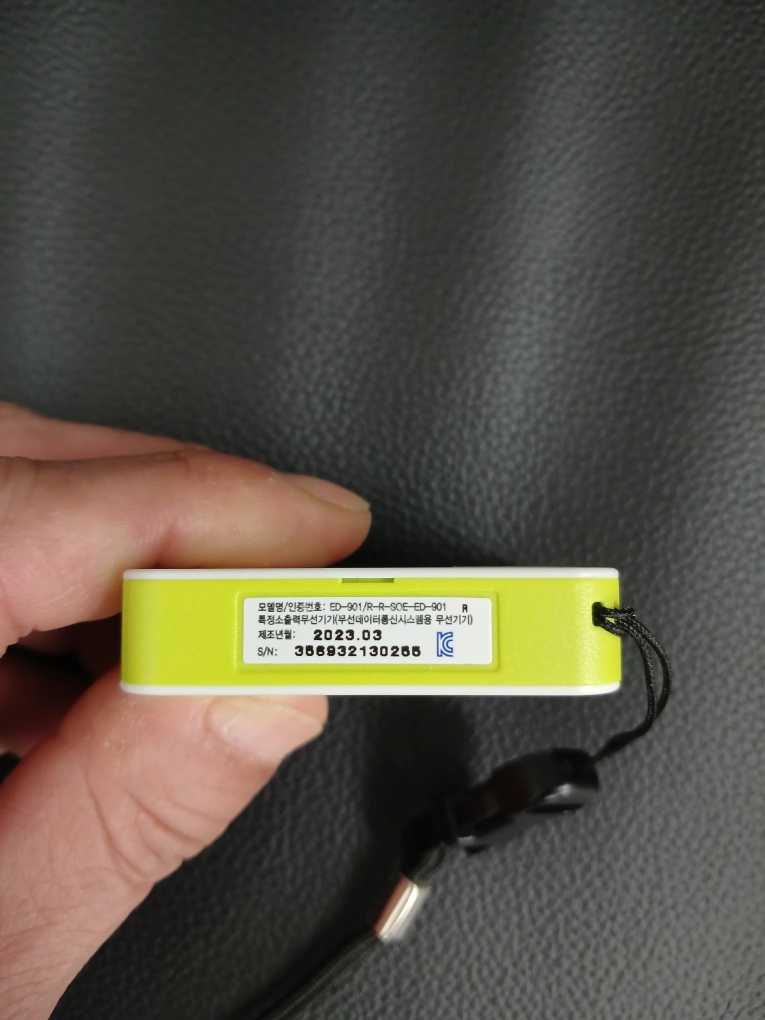 모델명/인증번호: ED-901/R-R-SOE-ED-901 R
특정소출력무선기기(무선데이터통신시스템용 무선기기)
제조년월: 2023.03
S/N: 356932130255